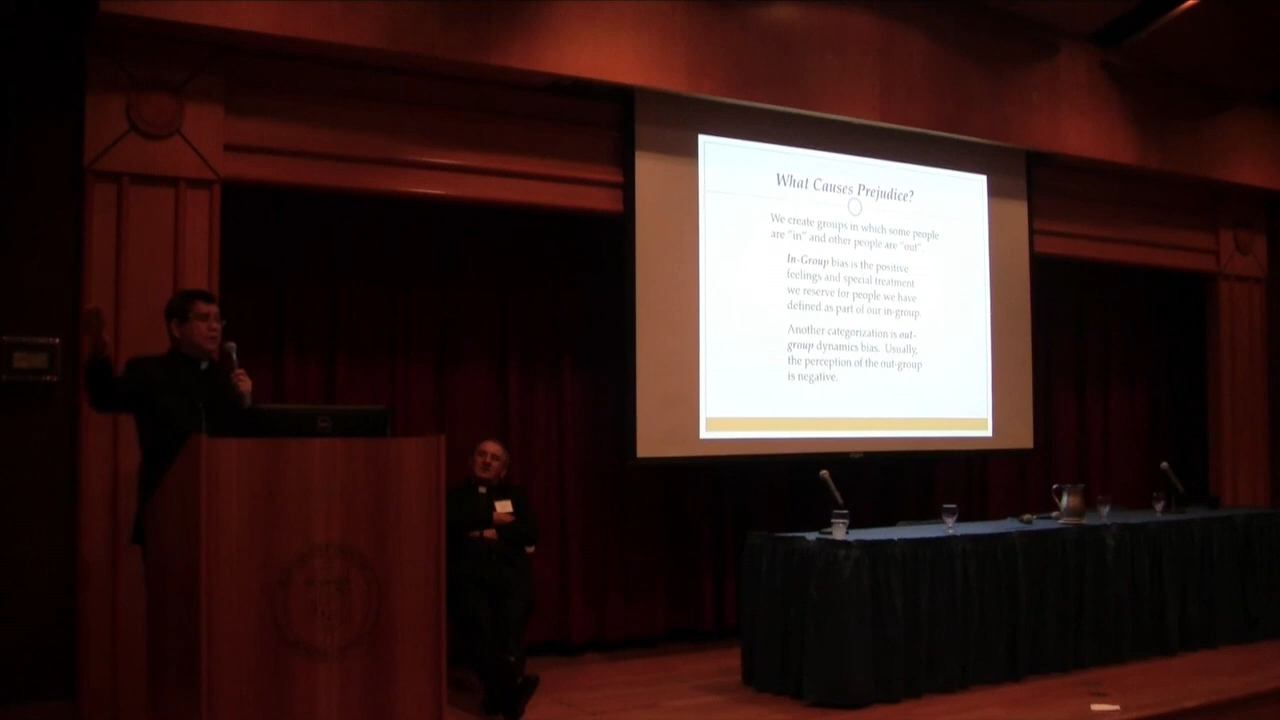 What Causes Prejudice?
We create groups in which some people
are "in" and other people are "out"
In-Group bias is the positive
feelings and special treatment
we reserve for people we have
defined as part of our in-group.
Another categorization is out-
group dynamics bias. Usually,
the perception of the out-group
is negative.